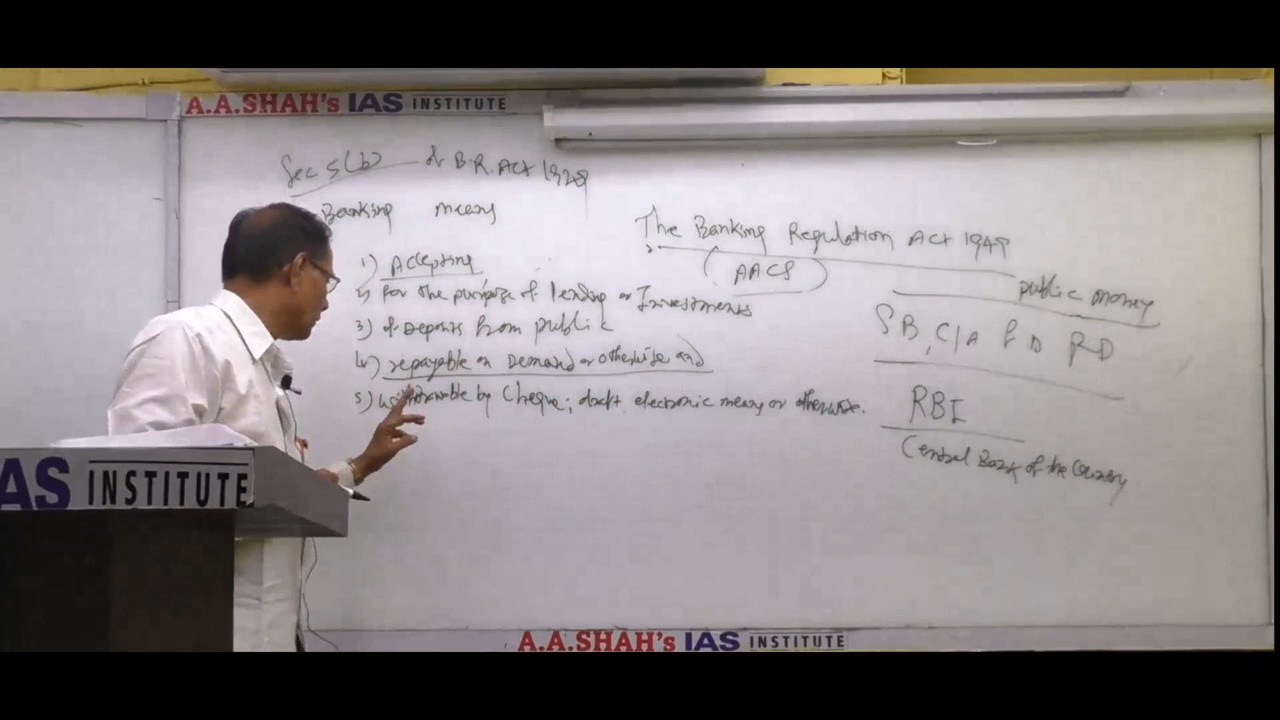 A.A.SHAH's IAS INSTITUTE
Sec 5(b) of B.R. ACT 1949
Banking means
1) Accepting
2) for the purpose of lending or Investments
3) of Deposits from public
4) repayable on Demand or otherwise and
5) withdrawable by Cheque; draft, electronic means or otherwise.
The Banking Regulation ACT 1949
(AACS)
public money
SB, C/A FD RD
RBI
Central Bank of the Country
IAS INSTITUTE
A.A.SHAH's IAS INSTITUTE